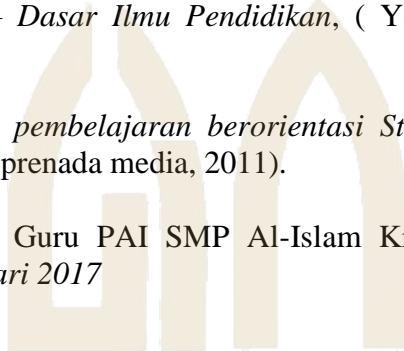 - Dasar Ilmu Pendidikan, ( Y
pembelajaran berorientasi St
prenada media, 2011).
Guru PAI SMP Al-Islam K
ari 2017